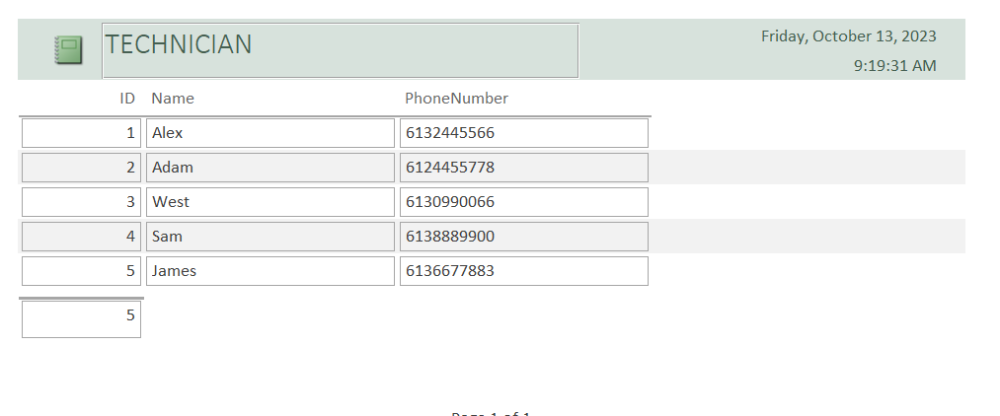 TECHNICIAN
Friday, October 13, 2023
9:19:31 AM
ID Name PhoneNumber
1 Alex 6132445566
2 Adam 6124455778
3 West 6130990066
4 Sam 6138889900
5 James 6136677883
5
Page 1 of 1